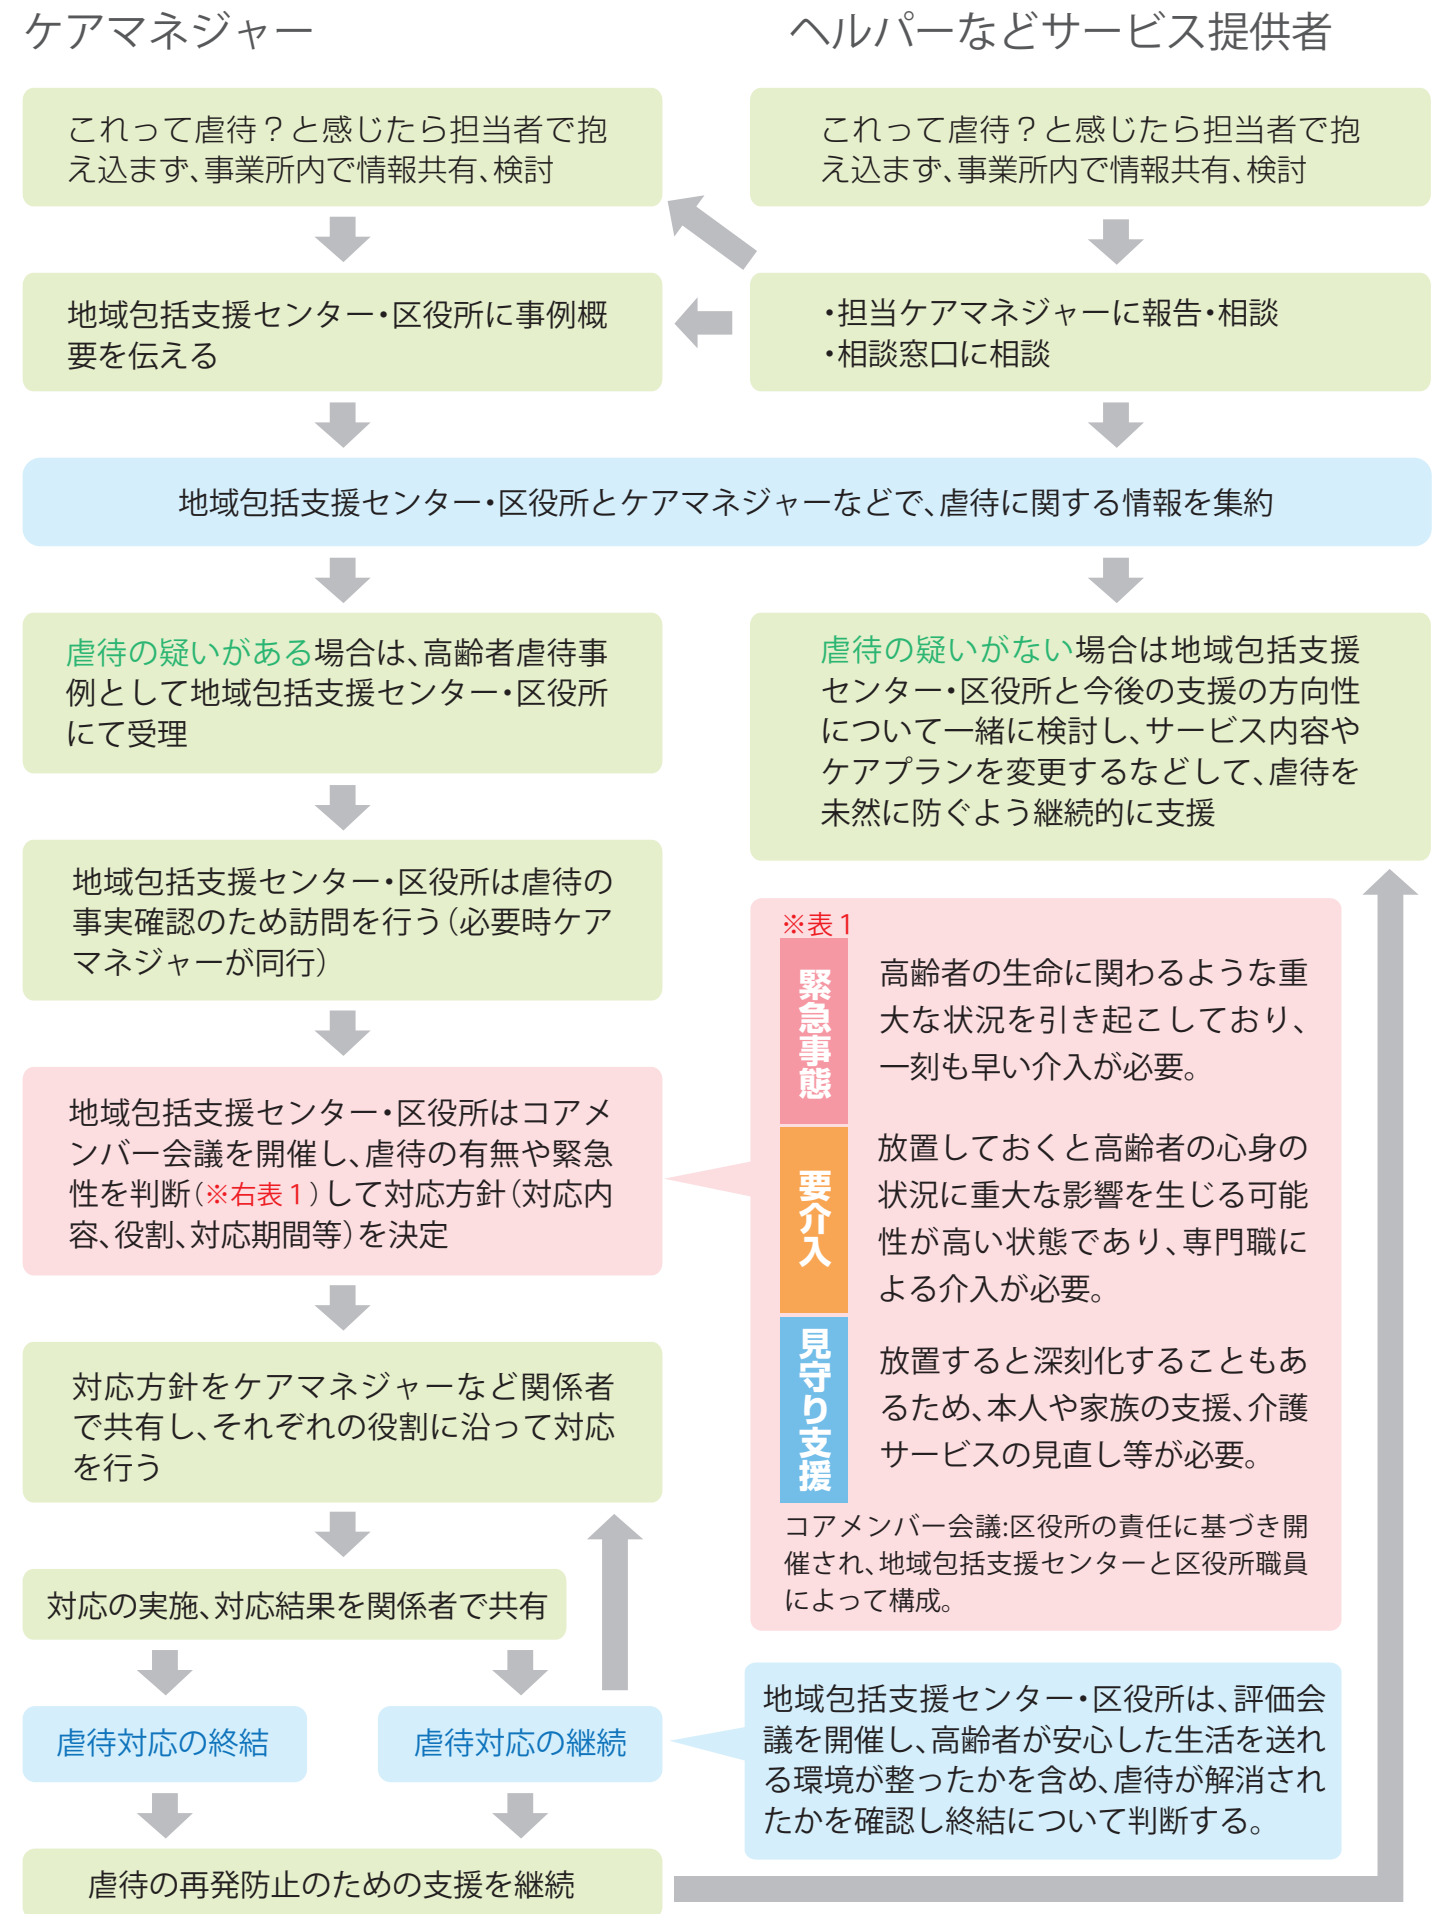 ケアマネジャー
ヘルパーなどサービス提供者
これって虐待？と感じたら担当者で抱
え込まず、事業所内で情報共有、検討
これって虐待？と感じたら担当者で抱
え込まず、事業所内で情報共有、検討
地域包括支援センター・区役所に事例概
要を伝える
・担当ケアマネジャーに報告・相談
・相談窓口に相談
地域包括支援センター・区役所とケアマネジャーなどで、虐待に関する情報を集約
虐待の疑いがある場合は、高齢者虐待事
例として地域包括支援センター・区役所
にて受理
虐待の疑いがない場合は地域包括支援
センター・区役所と今後の支援の方向性
について一緒に検討し、サービス内容や
ケアプランを変更するなどして、虐待を
未然に防ぐよう継続的に支援
地域包括支援センター・区役所は虐待の
事実確認のため訪問を行う（必要時ケア
マネジャーが同行）
地域包括支援センター・区役所はコアメ
ンバー会議を開催し、虐待の有無や緊急
性を判断（※右表１）して対応方針（対応内
容、役割、対応期間等）を決定
※表１
緊急事態
高齢者の生命に関わるような重
大な状況を引き起こしており、
一刻も早い介入が必要。
要介入
放置しておくと高齢者の心身の
状況に重大な影響を生じる可能
性が高い状態であり、専門職に
よる介入が必要。
見守り支援
放置すると深刻化することもあ
るため、本人や家族の支援、介護
サービスの見直し等が必要。
コアメンバー会議:区役所の責任に基づき開
催され、地域包括支援センターと区役所職員
によって構成。
対応方針をケアマネジャーなど関係者
で共有し、それぞれの役割に沿って対応
を行う
対応の実施、対応結果を関係者で共有
虐待対応の終結
虐待対応の継続
地域包括支援センター・区役所は、評価会
議を開催し、高齢者が安心した生活を送れ
る環境が整ったかを含め、虐待が解消され
たかを確認し終結について判断する。
虐待の再発防止のための支援を継続